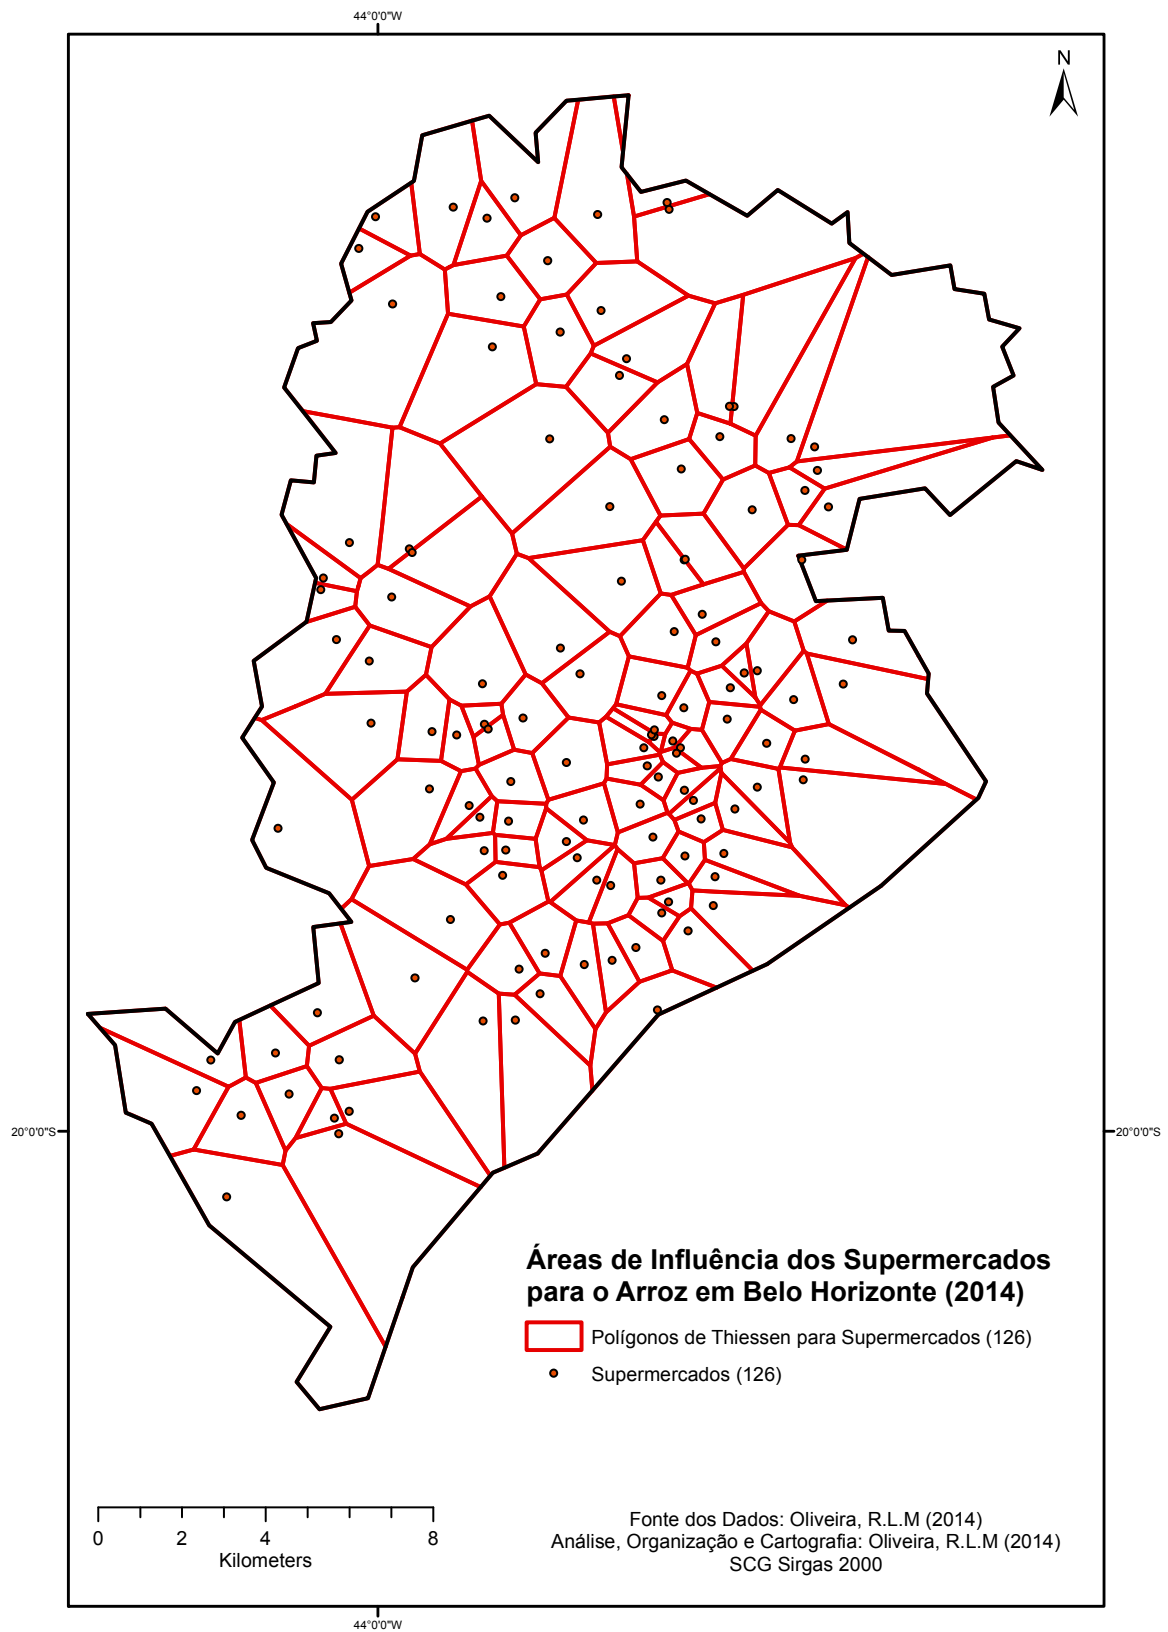 44°0'0"W
N
20°0'0"S
20°0'0"S
Áreas de Influência dos Supermercados
para o Arroz em Belo Horizonte (2014)
Polígonos de Thiessen para Supermercados (126)
Supermercados (126)
0 2 4 8
Kilometers
Fonte dos Dados: Oliveira, R.L.M (2014)
Análise, Organização e Cartografia: Oliveira, R.L.M (2014)
SCG Sirgas 2000
44°0'0"W